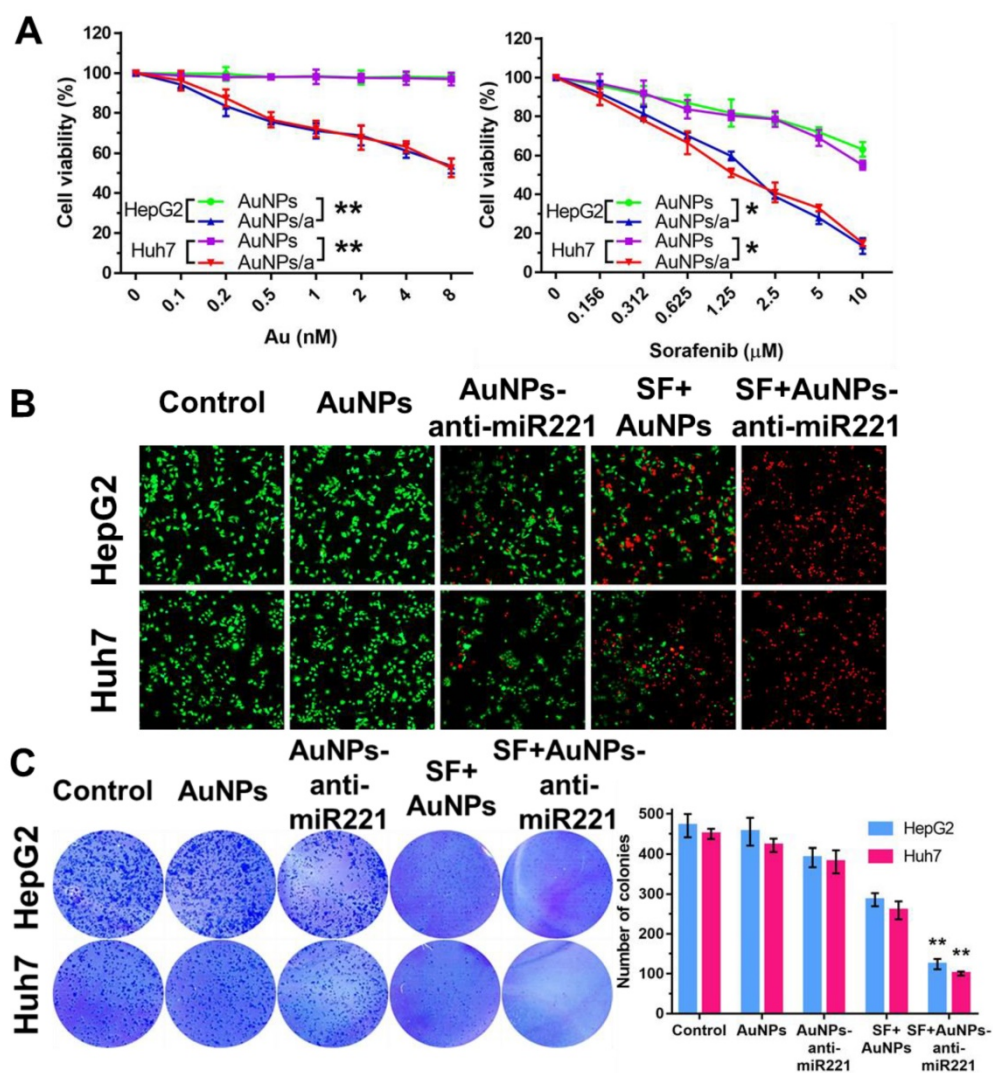 A
Cell viability (%)
120
100
80
60
40
20
0
HepG2
AuNPs
AuNPs/a
**
Huh7
AuNPs
AuNPs/a
**
0 0.1 0.2 0.5 1 2 4 8
Au (nM)
Cell viability (%)
120
100
80
60
40
20
0
HepG2
AuNPs
AuNPs/a
*
Huh7
AuNPs
AuNPs/a
*
0 0.156 0.312 0.625 1.25 2.5 5 10
Sorafenib (μM)
B
Control
AuNPs
AuNPs-
anti-miR221
SF+
AuNPs
SF+AuNPs-
anti-miR221
HepG2
Huh7
C
Control
AuNPs
AuNPs-
anti-
miR221
SF+
AuNPs
SF+AuNPs-
anti-
miR221
HepG2
Huh7
Number of colonies
500
400
300
200
100
0
HepG2
Huh7
** **
Control
AuNPs
AuNPs-
anti-
miR221
SF+
AuNPs
SF+AuNPs-
anti-
miR221